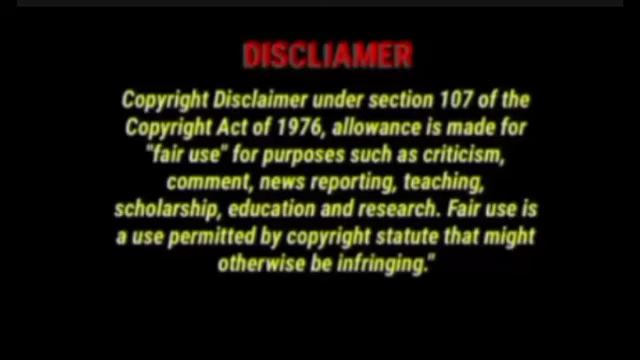 DISCLIAMER
Copyright Disclaimer under section 107 of the
Copyright Act of 1976, allowance is made for
"fair use" for purposes such as criticism,
comment, news reporting, teaching,
scholarship, education and research. Fair use is
a use permitted by copyright statute that might
otherwise be infringing."